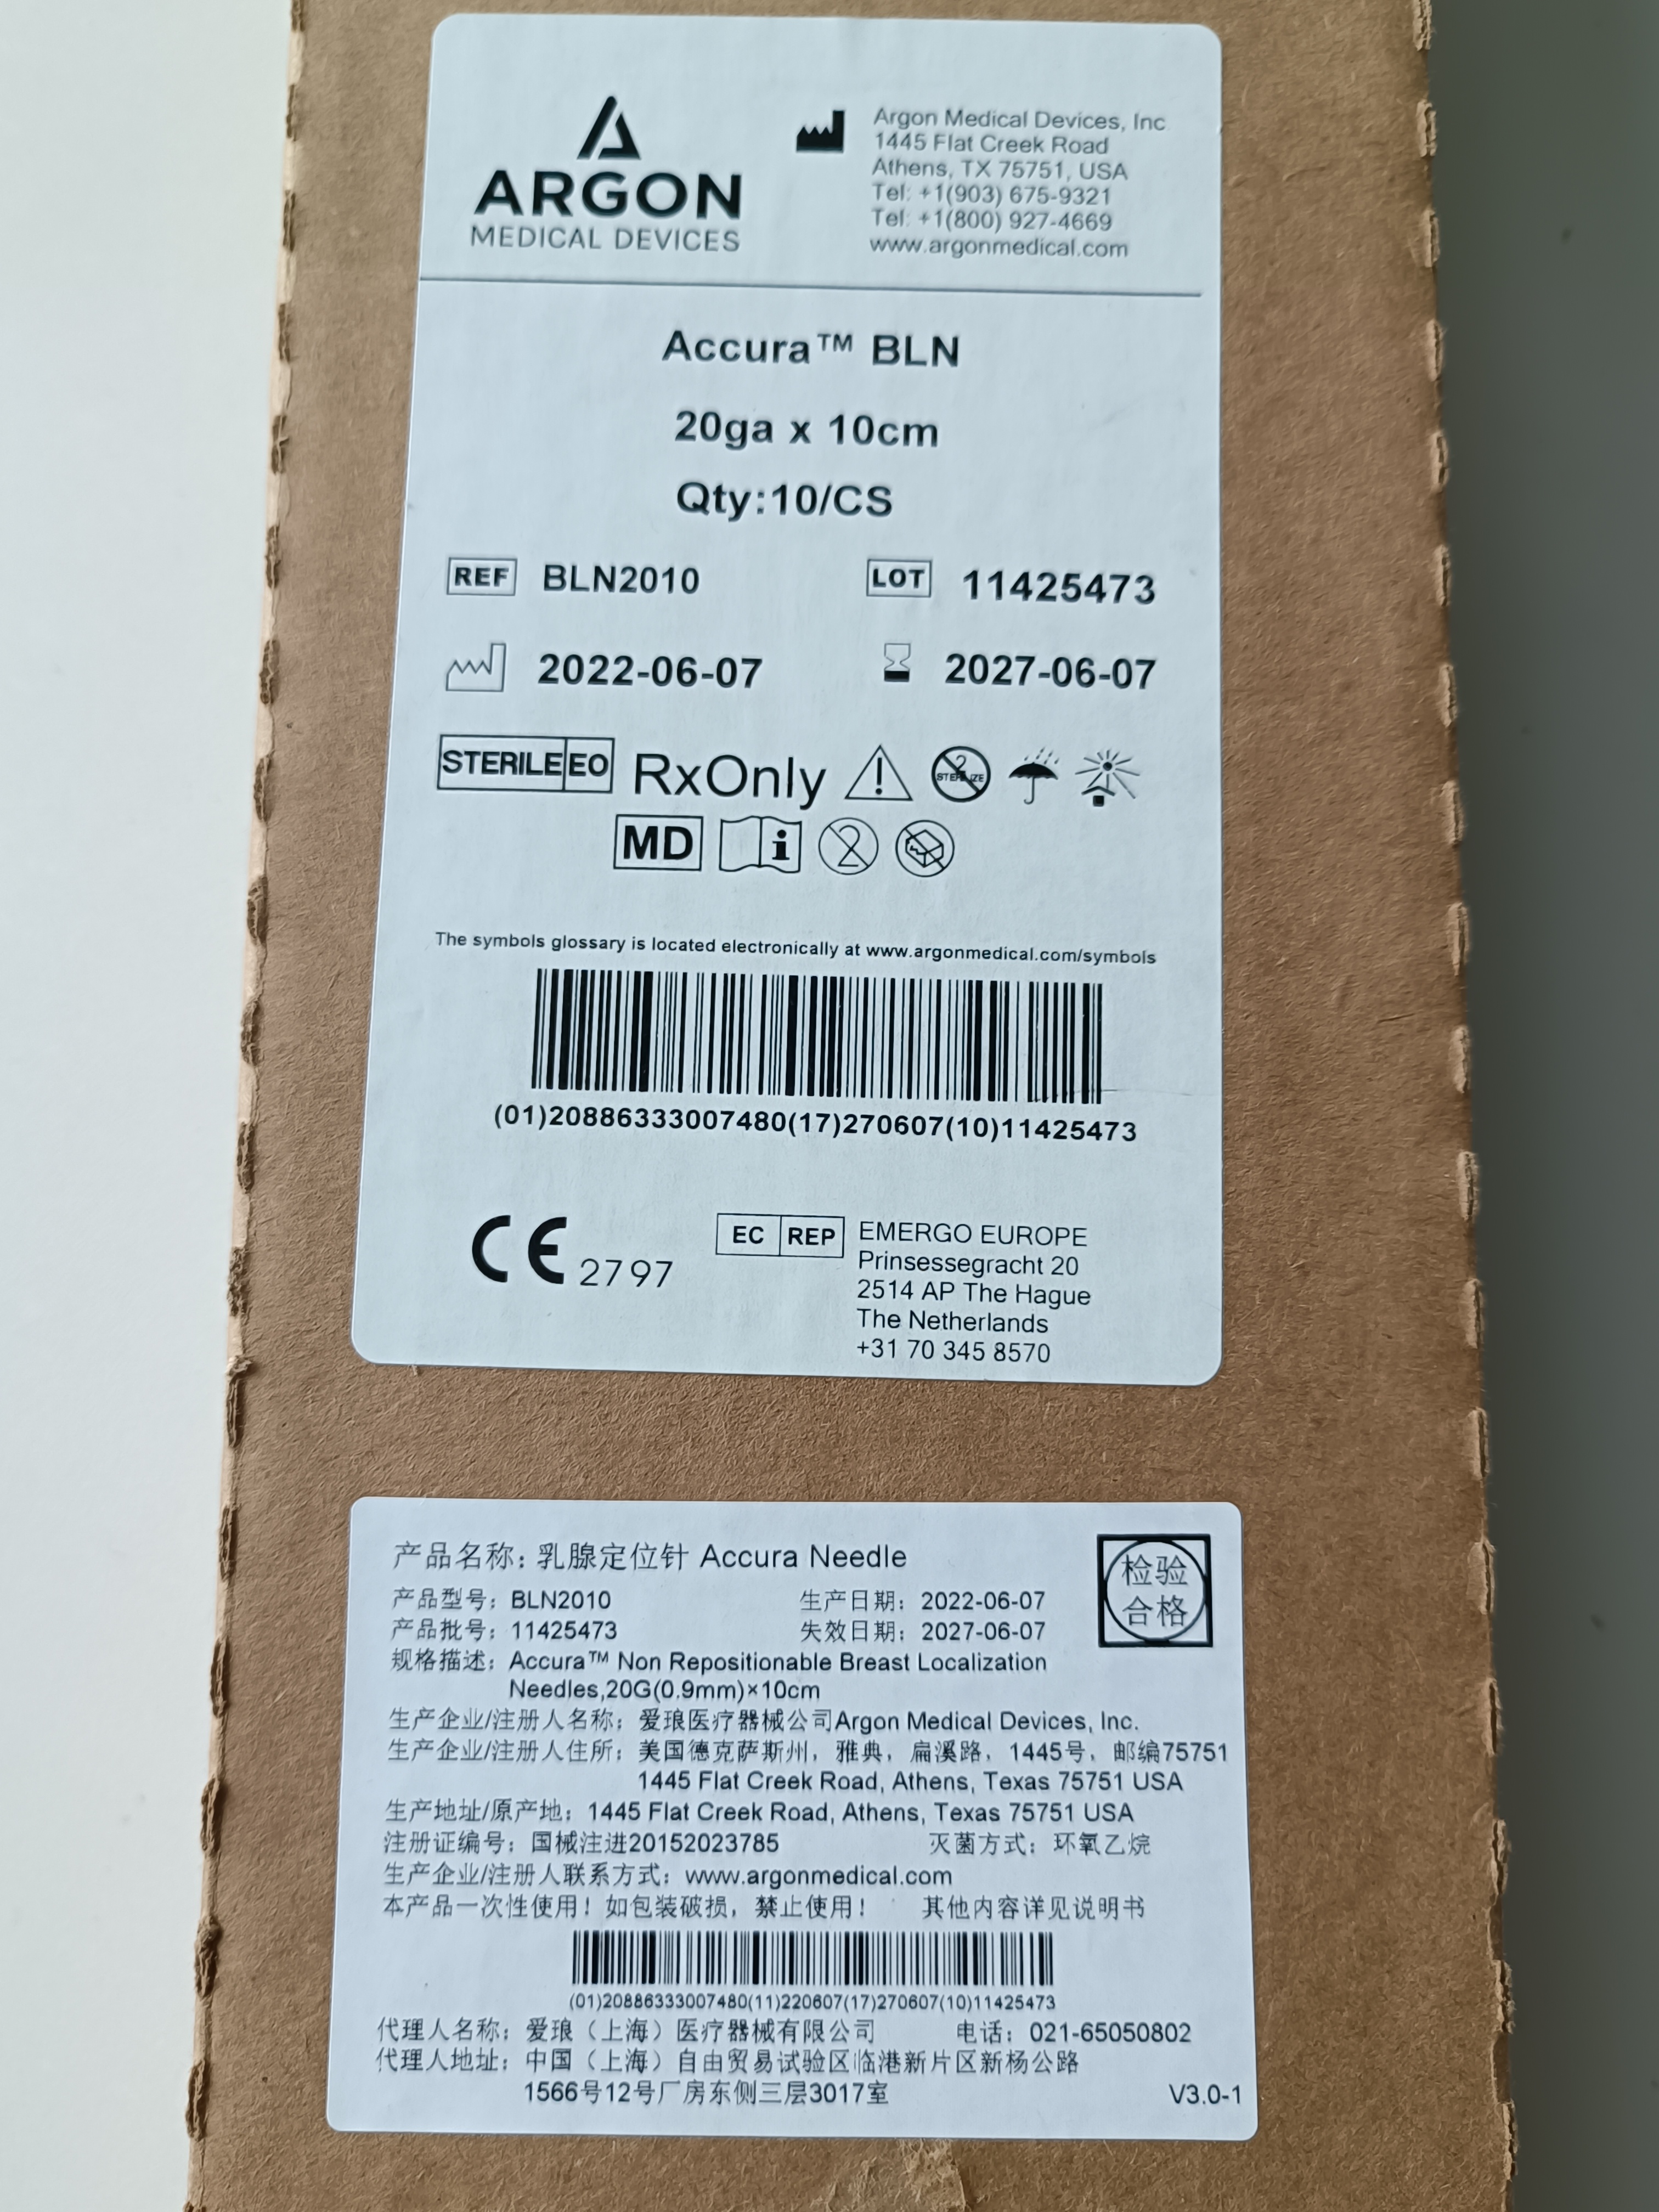 ARGON
MEDICAL DEVICES
Argon Medical Devices, Inc
1445 Flat Creek Road
Athens, TX 75751, USA
Tel: +1(903) 675-9321
Tel: +1(800) 927-4669
www.argonmedical.com
Accura™ BLN
20ga x 10cm
Qty:10/CS
REF BLN2010 LOT 11425473
2022-06-07 2027-06-07
STERILE EO RxOnly 2 STERILIZE
MD i 2
The symbols glossary is located electronically at www.argonmedical.com/symbols
(01)20886333007480(17)270607(10)11425473
CE 2797
EC REP EMERGO EUROPE
Prinsessegracht 20
2514 AP The Hague
The Netherlands
+31 70 345 8570
产品名称：乳腺定位针 Accura Needle
检验
合格
产品型号：BLN2010 生产日期：2022-06-07
产品批号：11425473 失效日期：2027-06-07
规格描述：Accura™ Non Repositionable Breast Localization
Needles,20G(0.9mm)×10cm
生产企业/注册人名称：爱琅医疗器械公司Argon Medical Devices, Inc.
生产企业/注册人住所：美国德克萨斯州，雅典，扁溪路，1445号，邮编75751
1445 Flat Creek Road, Athens, Texas 75751 USA
生产地址/原产地：1445 Flat Creek Road, Athens, Texas 75751 USA
注册证编号：国械注进20152023785 灭菌方式：环氧乙烷
生产企业/注册人联系方式：www.argonmedical.com
本产品一次性使用！如包装破损，禁止使用！ 其他内容详见说明书
(01)20886333007480(11)220607(17)270607(10)11425473
代理人名称：爱琅（上海）医疗器械有限公司 电话：021-65050802
代理人地址：中国（上海）自由贸易试验区临港新片区新杨公路
1566号12号厂房东侧三层3017室 V3.0-1